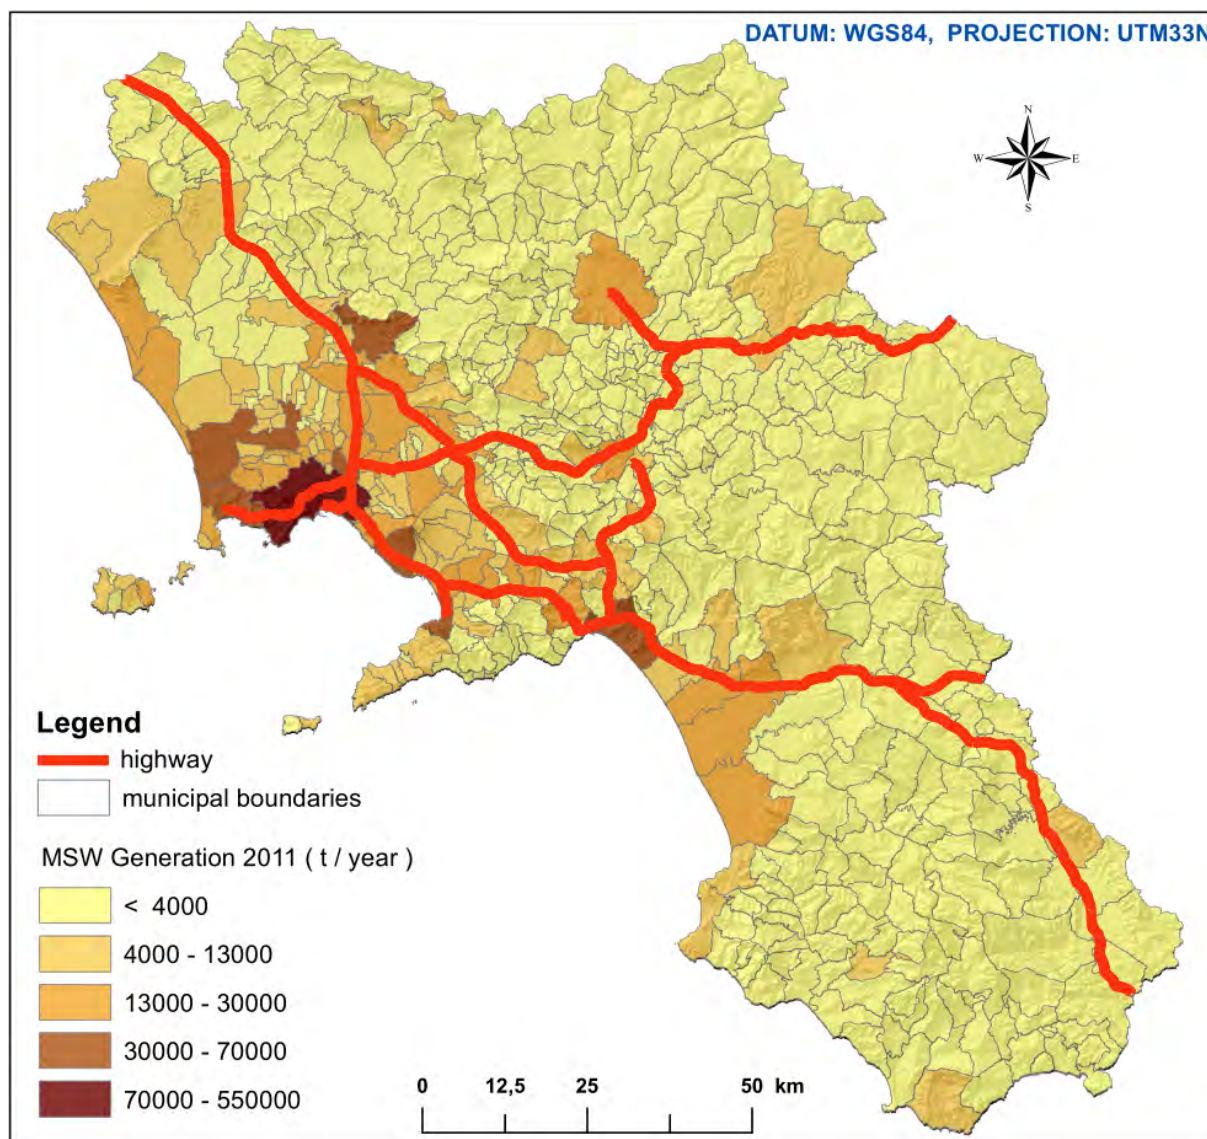 DATUM: WGS84,  PROJECTION: UTM33N
N
W
E
S
Legend
highway
municipal boundaries
MSW Generation 2011 ( t / year )
<  4000
4000 - 13000
13000 - 30000
30000 - 70000
70000 - 550000
0 12,5 25 50 km